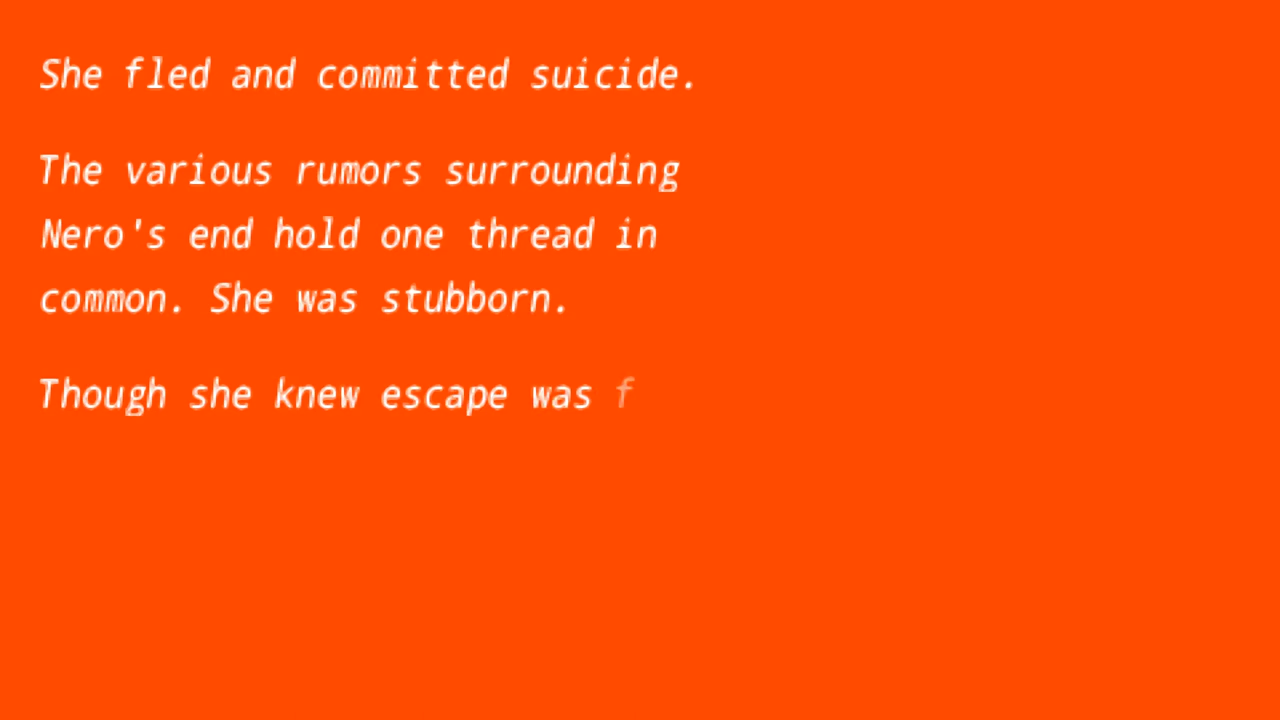 She fled and committed suicide.
The various rumors surrounding
Nero's end hold one thread in
common. She was stubborn.
Though she knew escape was f